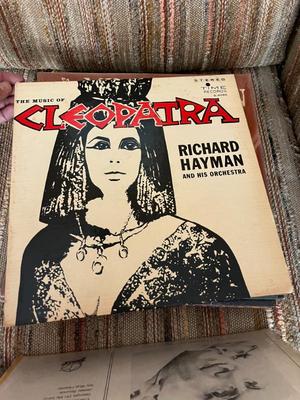 STEREO
TIME
RECORDS
THE MUSIC OF
CLEOPATRA
RICHARD
HAYMAN
AND HIS ORCHESTRA